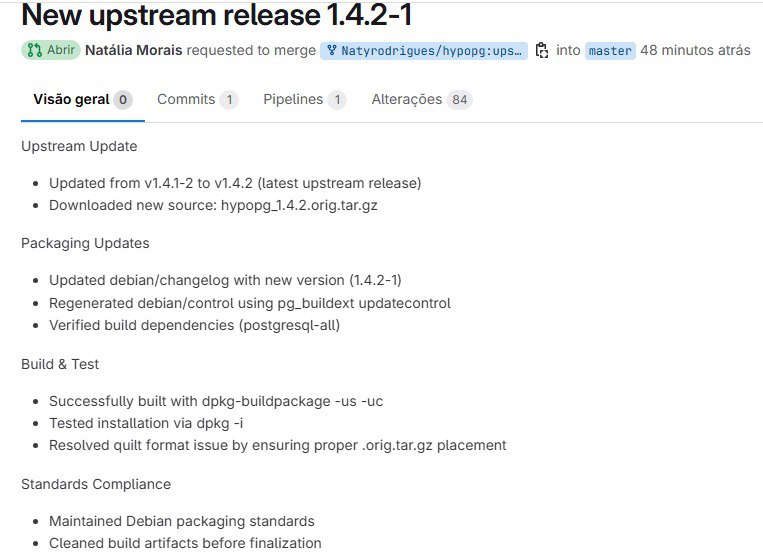 New upstream release 1.4.2-1
Abrir Natália Morais requested to merge Natyrodrigues/hypopg:ups… into master 48 minutos atrás
Visão geral 0 Commits 1 Pipelines 1 Alterações 84
Upstream Update
• Updated from v1.4.1-2 to v1.4.2 (latest upstream release)
• Downloaded new source: hypopg_1.4.2.orig.tar.gz
Packaging Updates
• Updated debian/changelog with new version (1.4.2-1)
• Regenerated debian/control using pg_buildext updatecontrol
• Verified build dependencies (postgresql-all)
Build & Test
• Successfully built with dpkg-buildpackage -us -uc
• Tested installation via dpkg -i
• Resolved quilt format issue by ensuring proper .orig.tar.gz placement
Standards Compliance
• Maintained Debian packaging standards
• Cleaned build artifacts before finalization